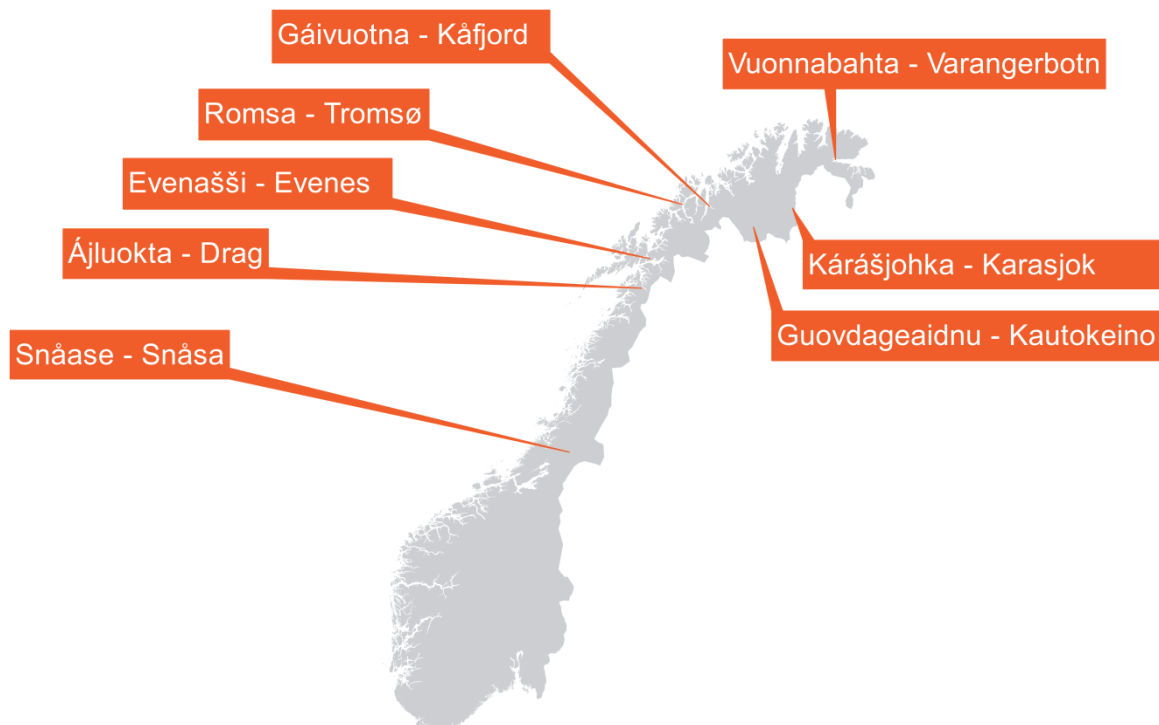 Gáivuotna - Kåfjord
Vuonnabahta - Varangerbotn
Romsa - Tromsø
Evenašši - Evenes
Ájluokta - Drag
Kárášjohka - Karasjok
Guovdageaidnu - Kautokeino
Snåase - Snåsa